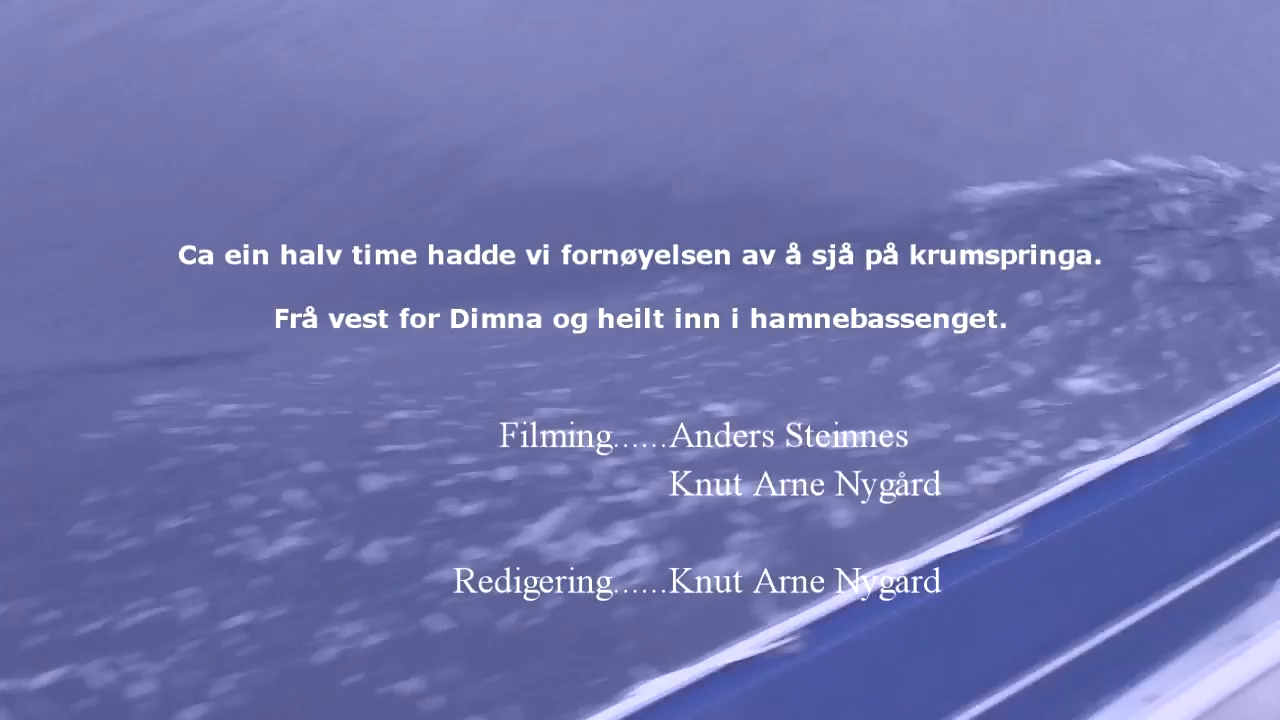 Ca ein halv time hadde vi fornøyelsen av å sjå på krumspringa.
Frå vest for Dimna og heilt inn i hamnebassenget.
Filming......Anders Steinnes
Knut Arne Nygård
Redigering......Knut Arne Nygård